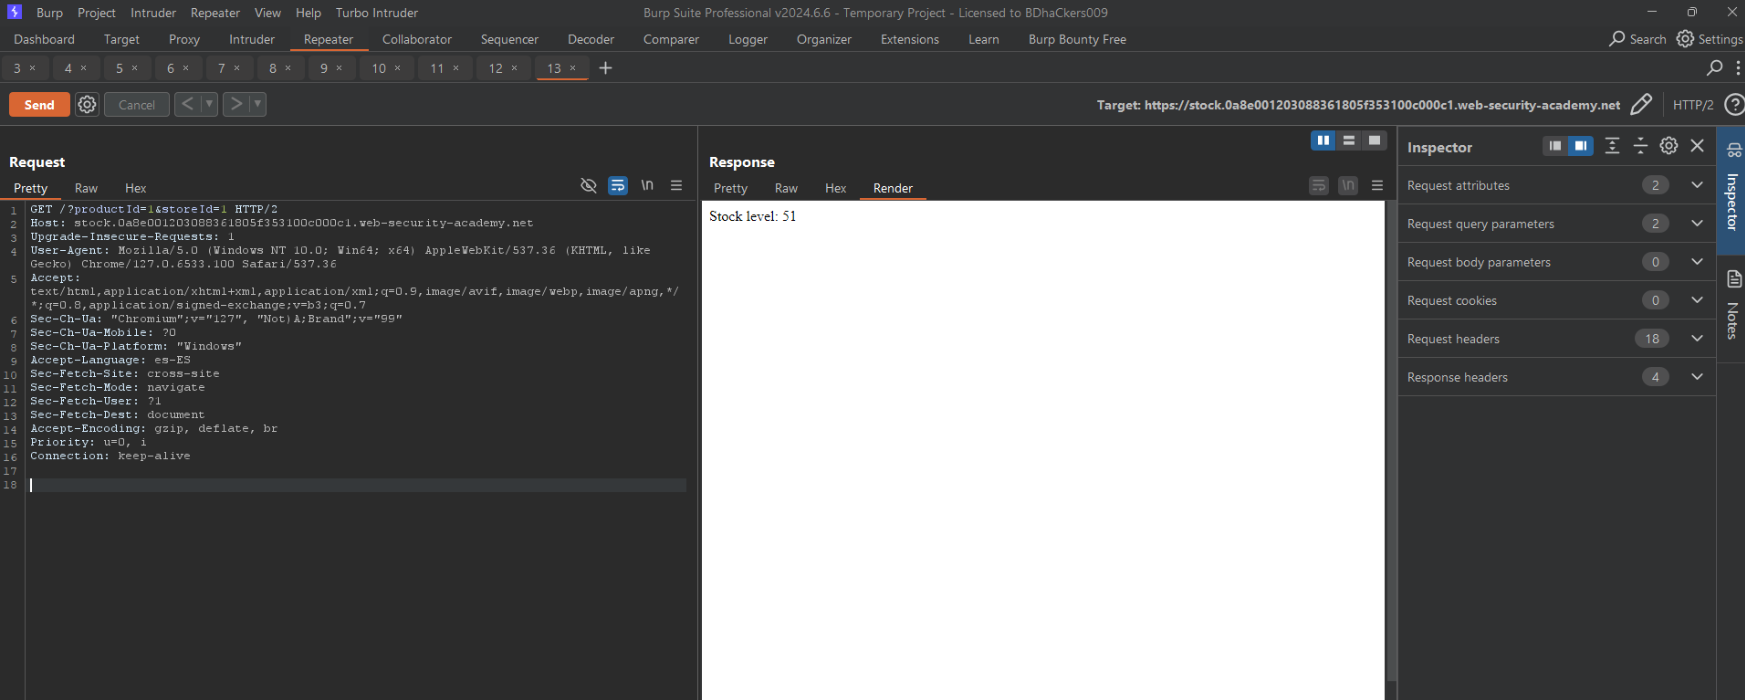 Burp Project Intruder Repeater View Help Turbo Intruder Burp Suite Professional v2024.6.6 - Temporary Project - Licensed to BDhaCkers009
Dashboard Target Proxy Intruder Repeater Collaborator Sequencer Decoder Comparer Logger Organizer Extensions Learn Burp Bounty Free Search Settings
3 × 4 × 5 × 6 × 7 × 8 × 9 × 10 × 11 × 12 × 13 × +
Send Cancel < > Target: https://stock.0a8e001203088361805f353100c000c1.web-security-academy.net HTTP/2 ?
Request
Pretty Raw Hex \n
1 GET /?productId=1&storeId=1 HTTP/2
2 Host: stock.0a8e001203088361805f353100c000c1.web-security-academy.net
3 Upgrade-Insecure-Requests: 1
4 User-Agent: Mozilla/5.0 (Windows NT 10.0; Win64; x64) AppleWebKit/537.36 (KHTML, like
Gecko) Chrome/127.0.6533.100 Safari/537.36
5 Accept:
text/html,application/xhtml+xml,application/xml;q=0.9,image/avif,image/webp,image/apng,*/
*;q=0.8,application/signed-exchange;v=b3;q=0.7
6 Sec-Ch-Ua: "Chromium";v="127", "Not)A;Brand";v="99"
7 Sec-Ch-Ua-Mobile: ?0
8 Sec-Ch-Ua-Platform: "Windows"
9 Accept-Language: es-ES
10 Sec-Fetch-Site: cross-site
11 Sec-Fetch-Mode: navigate
12 Sec-Fetch-User: ?1
13 Sec-Fetch-Dest: document
14 Accept-Encoding: gzip, deflate, br
15 Priority: u=0, i
16 Connection: keep-alive
17
18
Response
Pretty Raw Hex Render \n
Stock level: 51
Inspector
Request attributes 2
Request query parameters 2
Request body parameters 0
Request cookies 0
Request headers 18
Response headers 4
Inspector
Notes